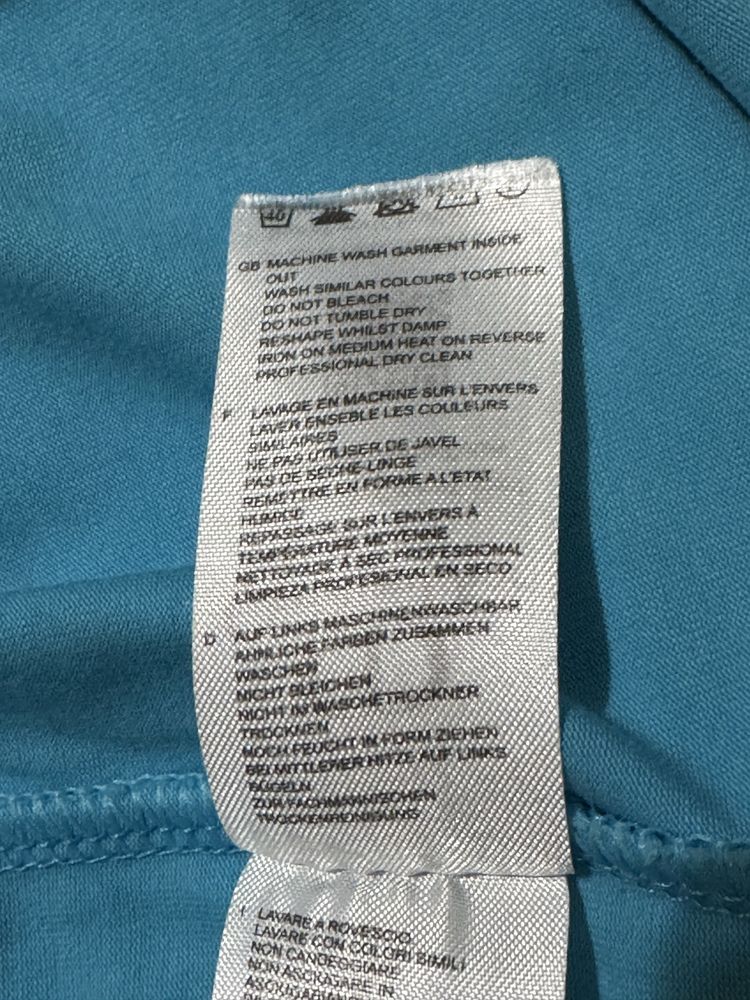 40
GB MACHINE WASH GARMENT INSIDE
OUT
WASH SIMILAR COLOURS TOGETHER
DO NOT BLEACH
DO NOT TUMBLE DRY
RESHAPE WHILST DAMP
IRON ON MEDIUM HEAT ON REVERSE
PROFESSIONAL DRY CLEAN
F LAVAGE EN MACHINE SUR L'ENVERS
LAVER ENSEBLE LES COULEURS
SIMILAIRES
NE PAS UTILISER DE JAVEL
PAS DE SECHE-LINGE
REMETTRE EN FORME A L'ETAT
HUMIDE
REPASSAGE SUR L'ENVERS À
TEMPÉRATURE MOYENNE
NETTOYAGE À SEC PROFESSIONAL
LIMPIEZA PROFESIONAL EN SECO
D AUF LINKS MASCHINENWASCHBAR
ÄHNLICHE FARBEN ZUSAMMEN
WASCHEN
NICHT BLEICHEN
NICHT IM WASCHETROCKNER
TROCKNEN
NOCH FEUCHT IN FORM ZIEHEN
BEI MITTLERER HITZE AUF LINKS
BÜGELN
ZUR FACHMANNISCHEN
TROCKENREINIGUNG
I LAVARE A ROVESCIO
LAVARE CON COLORI SIMILI
NON CANDEGGIARE
NON